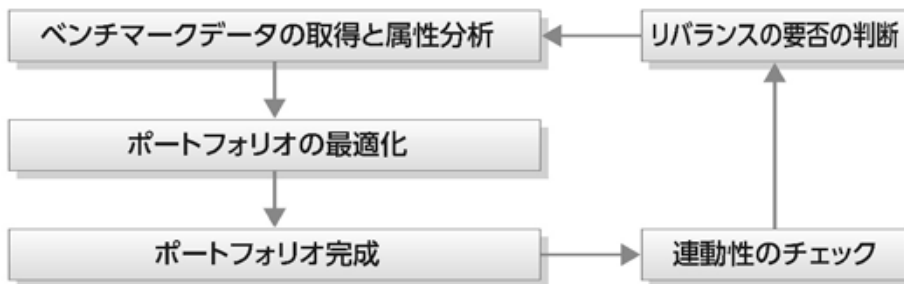 ベンチマークデータの取得と属性分析
リバランスの要否の判断
ポートフォリオの最適化
ポートフォリオ完成
連動性のチェック